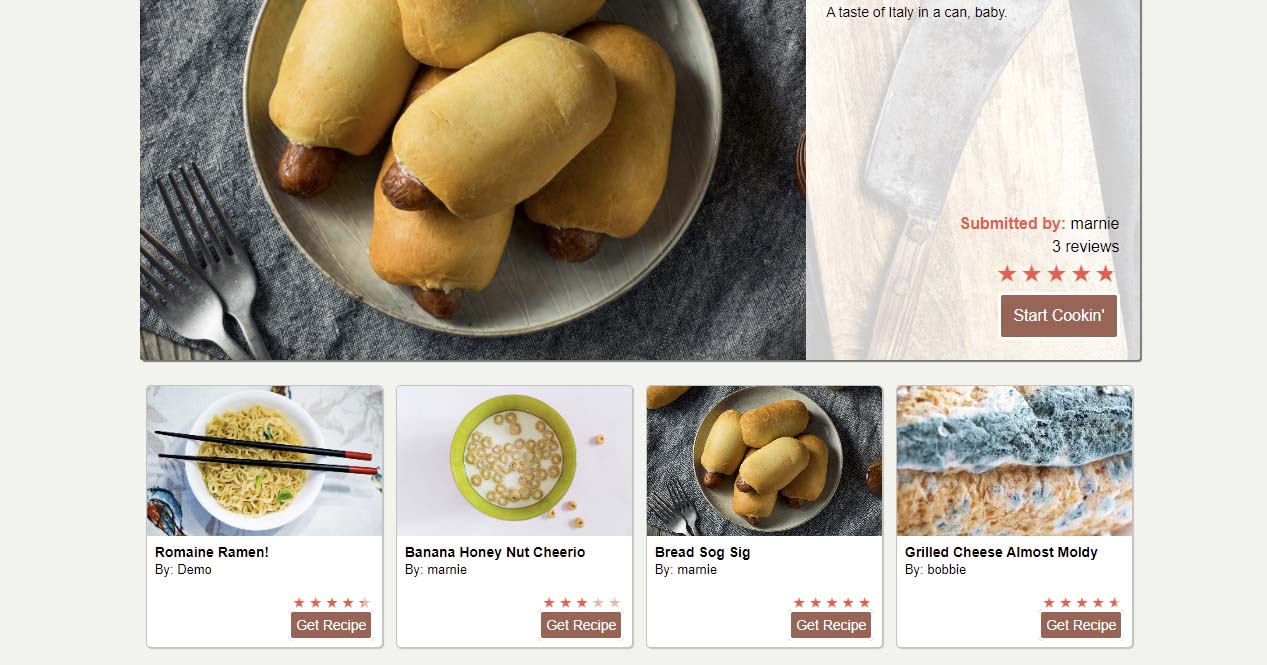 A taste of Italy in a can, baby.
Submitted by: marnie
3 reviews
Start Cookin'
Romaine Ramen!
By: Demo
Get Recipe
Banana Honey Nut Cheerio
By: marnie
Get Recipe
Bread Sog Sig
By: marnie
Get Recipe
Grilled Cheese Almost Moldy
By: bobbie
Get Recipe